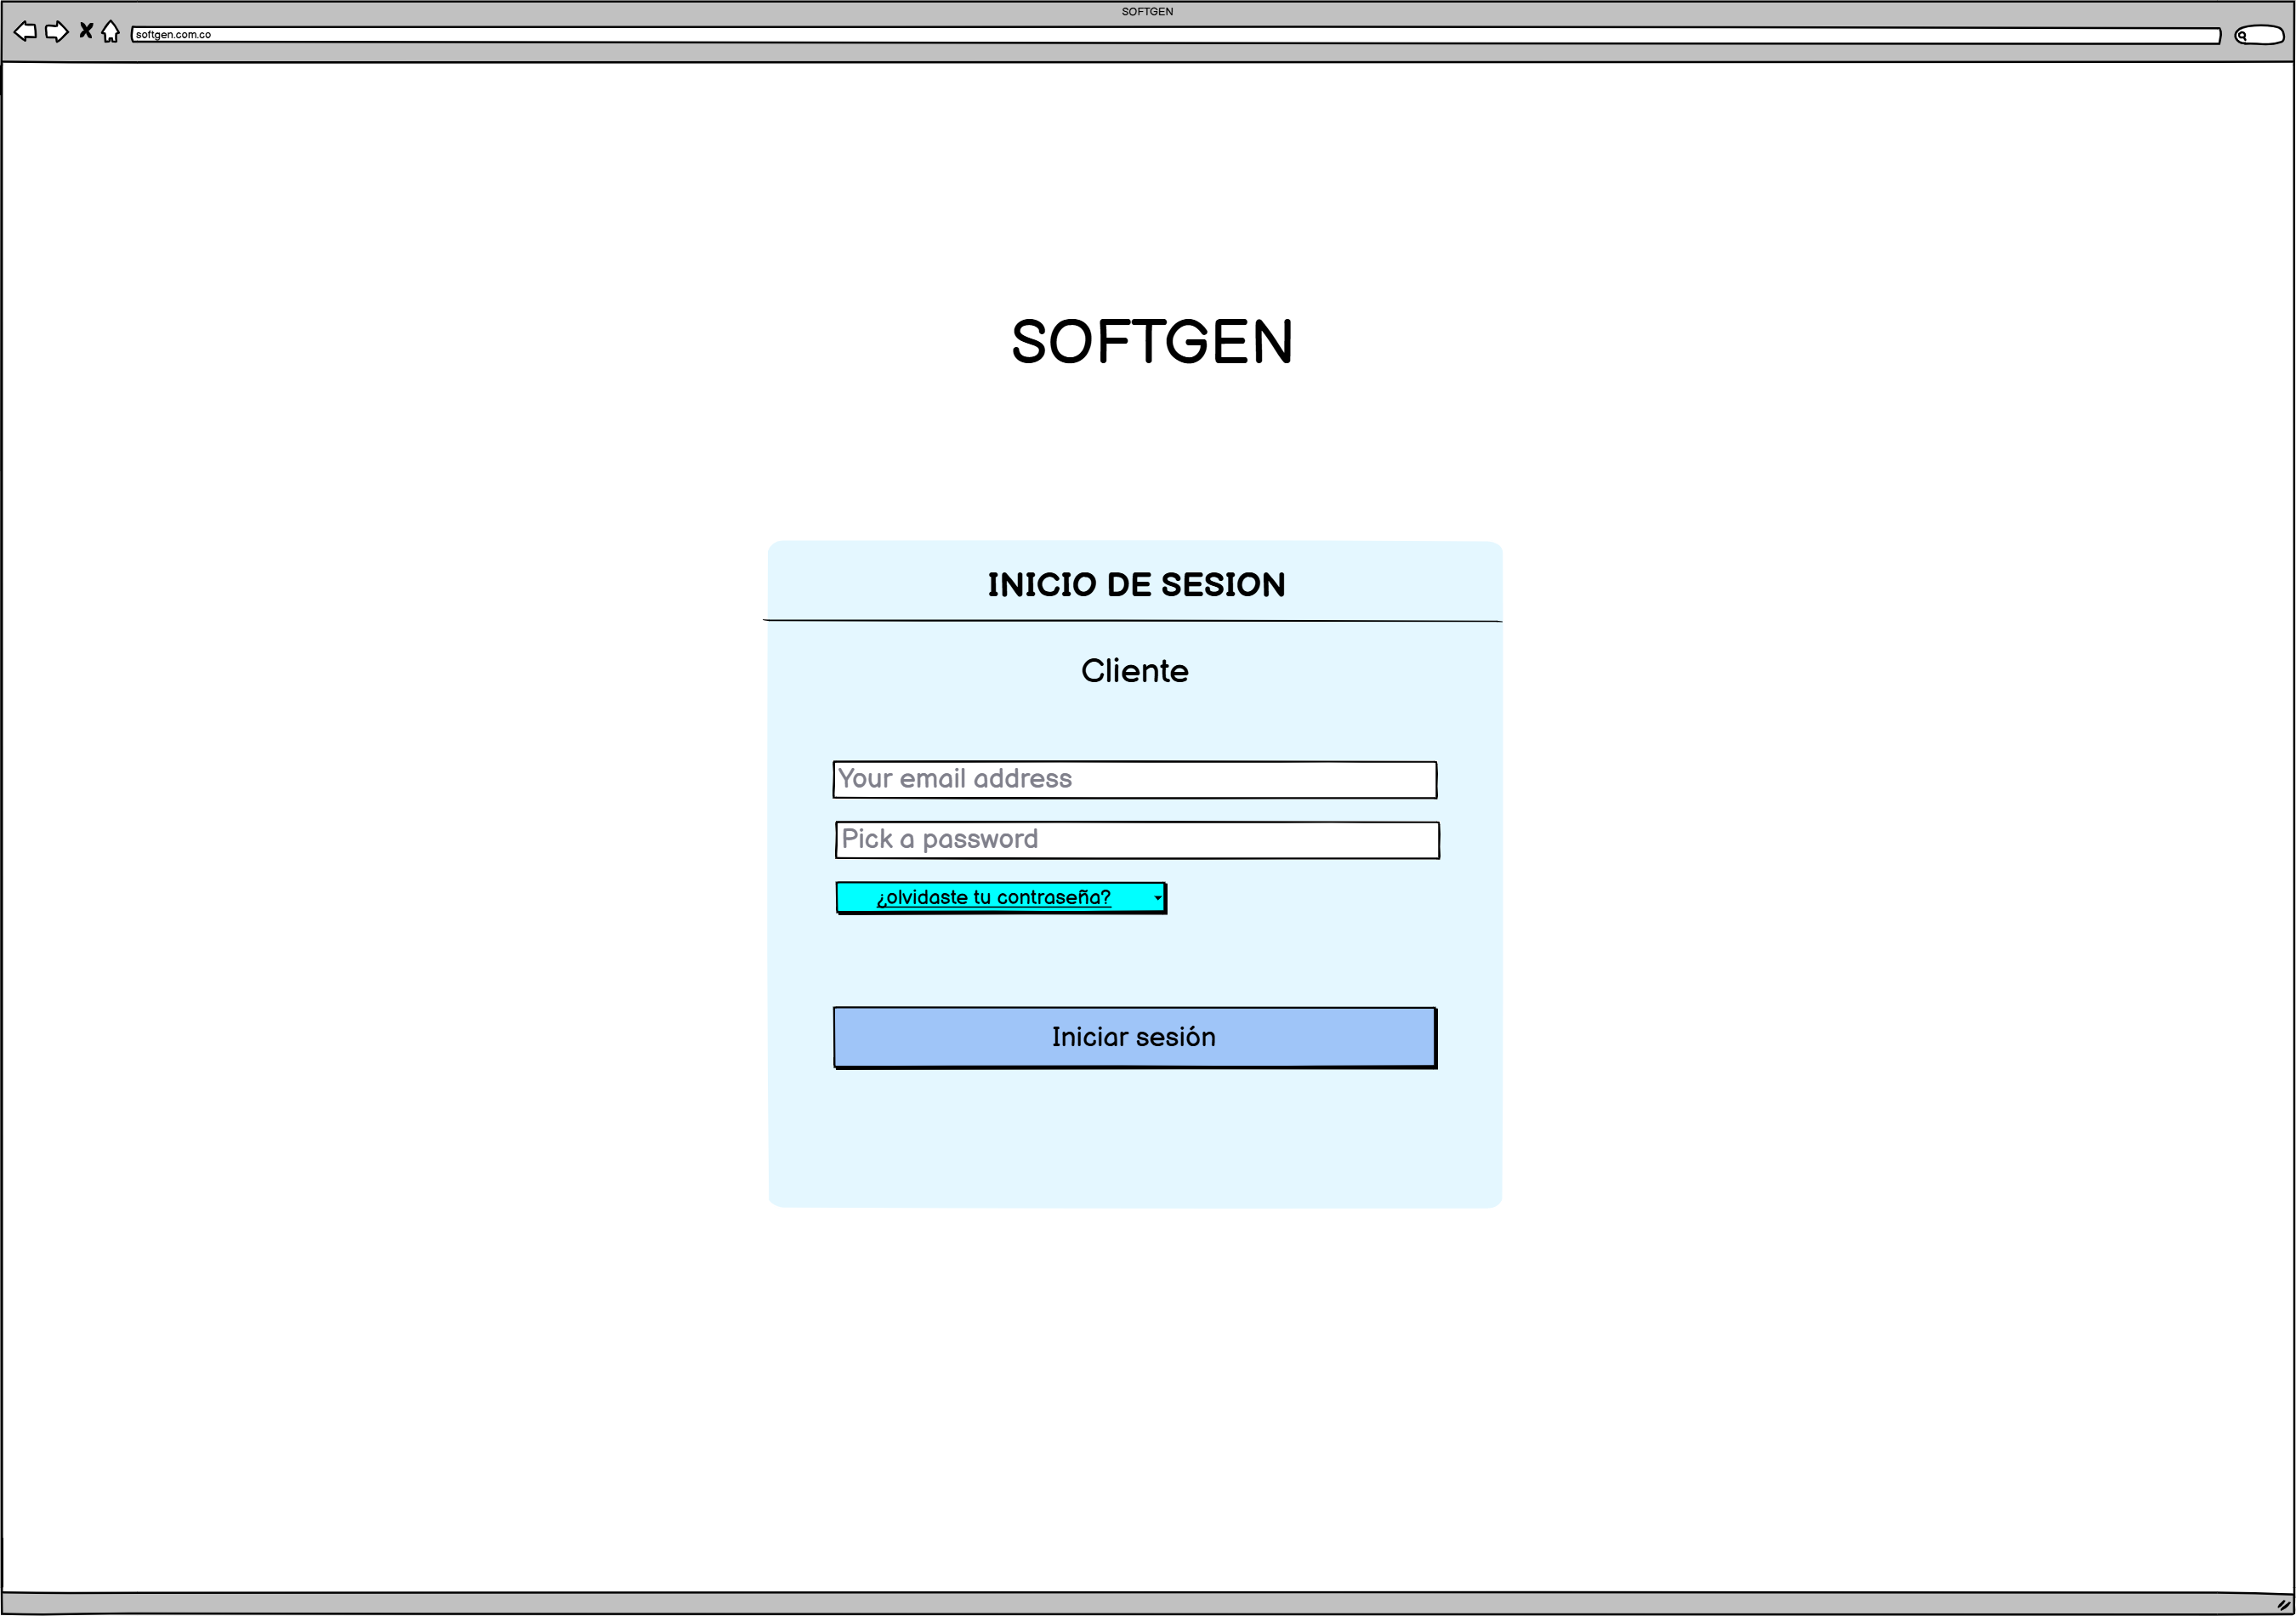 SOFTGEN
softgen.com.co
SOFTGEN
INICIO DE SESION
Cliente
Your email address
Pick a password
¿olvidaste tu contraseña?
Iniciar sesión